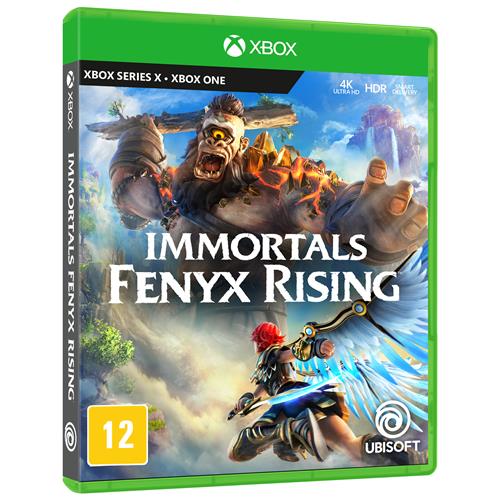 XBOX
XBOX SERIES X • XBOX ONE
4K
ULTRA HD
HDR
SMART
DELIVERY
IMMORTALS
FENYX RISING
12
UBISOFT
XBOX
IMMORTALS FENYX RISING